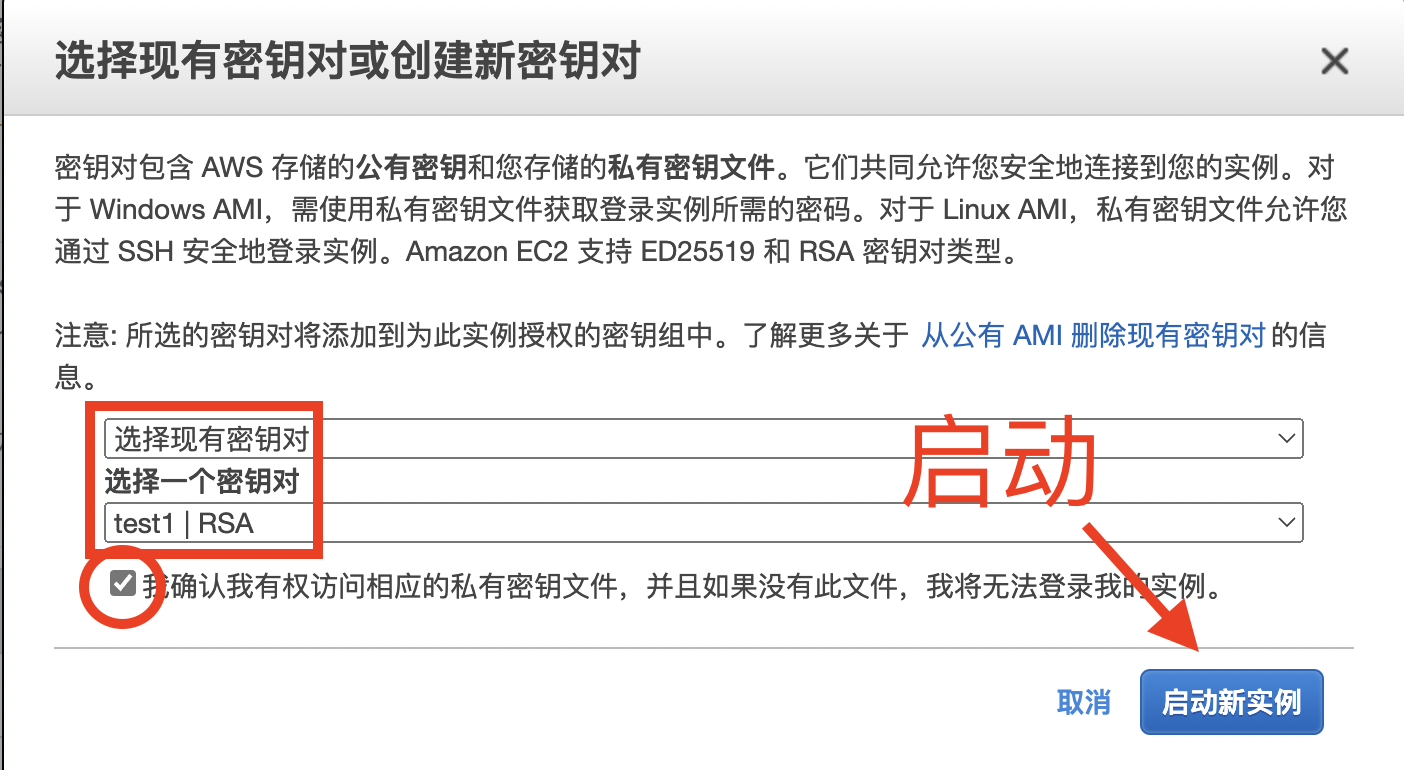 选择现有密钥对或创建新密钥对
密钥对包含 AWS 存储的公有密钥和您存储的私有密钥文件。它们共同允许您安全地连接到您的实例。对
于 Windows AMI，需使用私有密钥文件获取登录实例所需的密码。对于 Linux AMI，私有密钥文件允许您
通过 SSH 安全地登录实例。Amazon EC2 支持 ED25519 和 RSA 密钥对类型。
注意: 所选的密钥对将添加到为此实例授权的密钥组中。了解更多关于 从公有 AMI 删除现有密钥对 的信
息。
选择现有密钥对
启动
选择一个密钥对
test1 | RSA
我确认我有权访问相应的私有密钥文件，并且如果没有此文件，我将无法登录我的实例。
取消 启动新实例